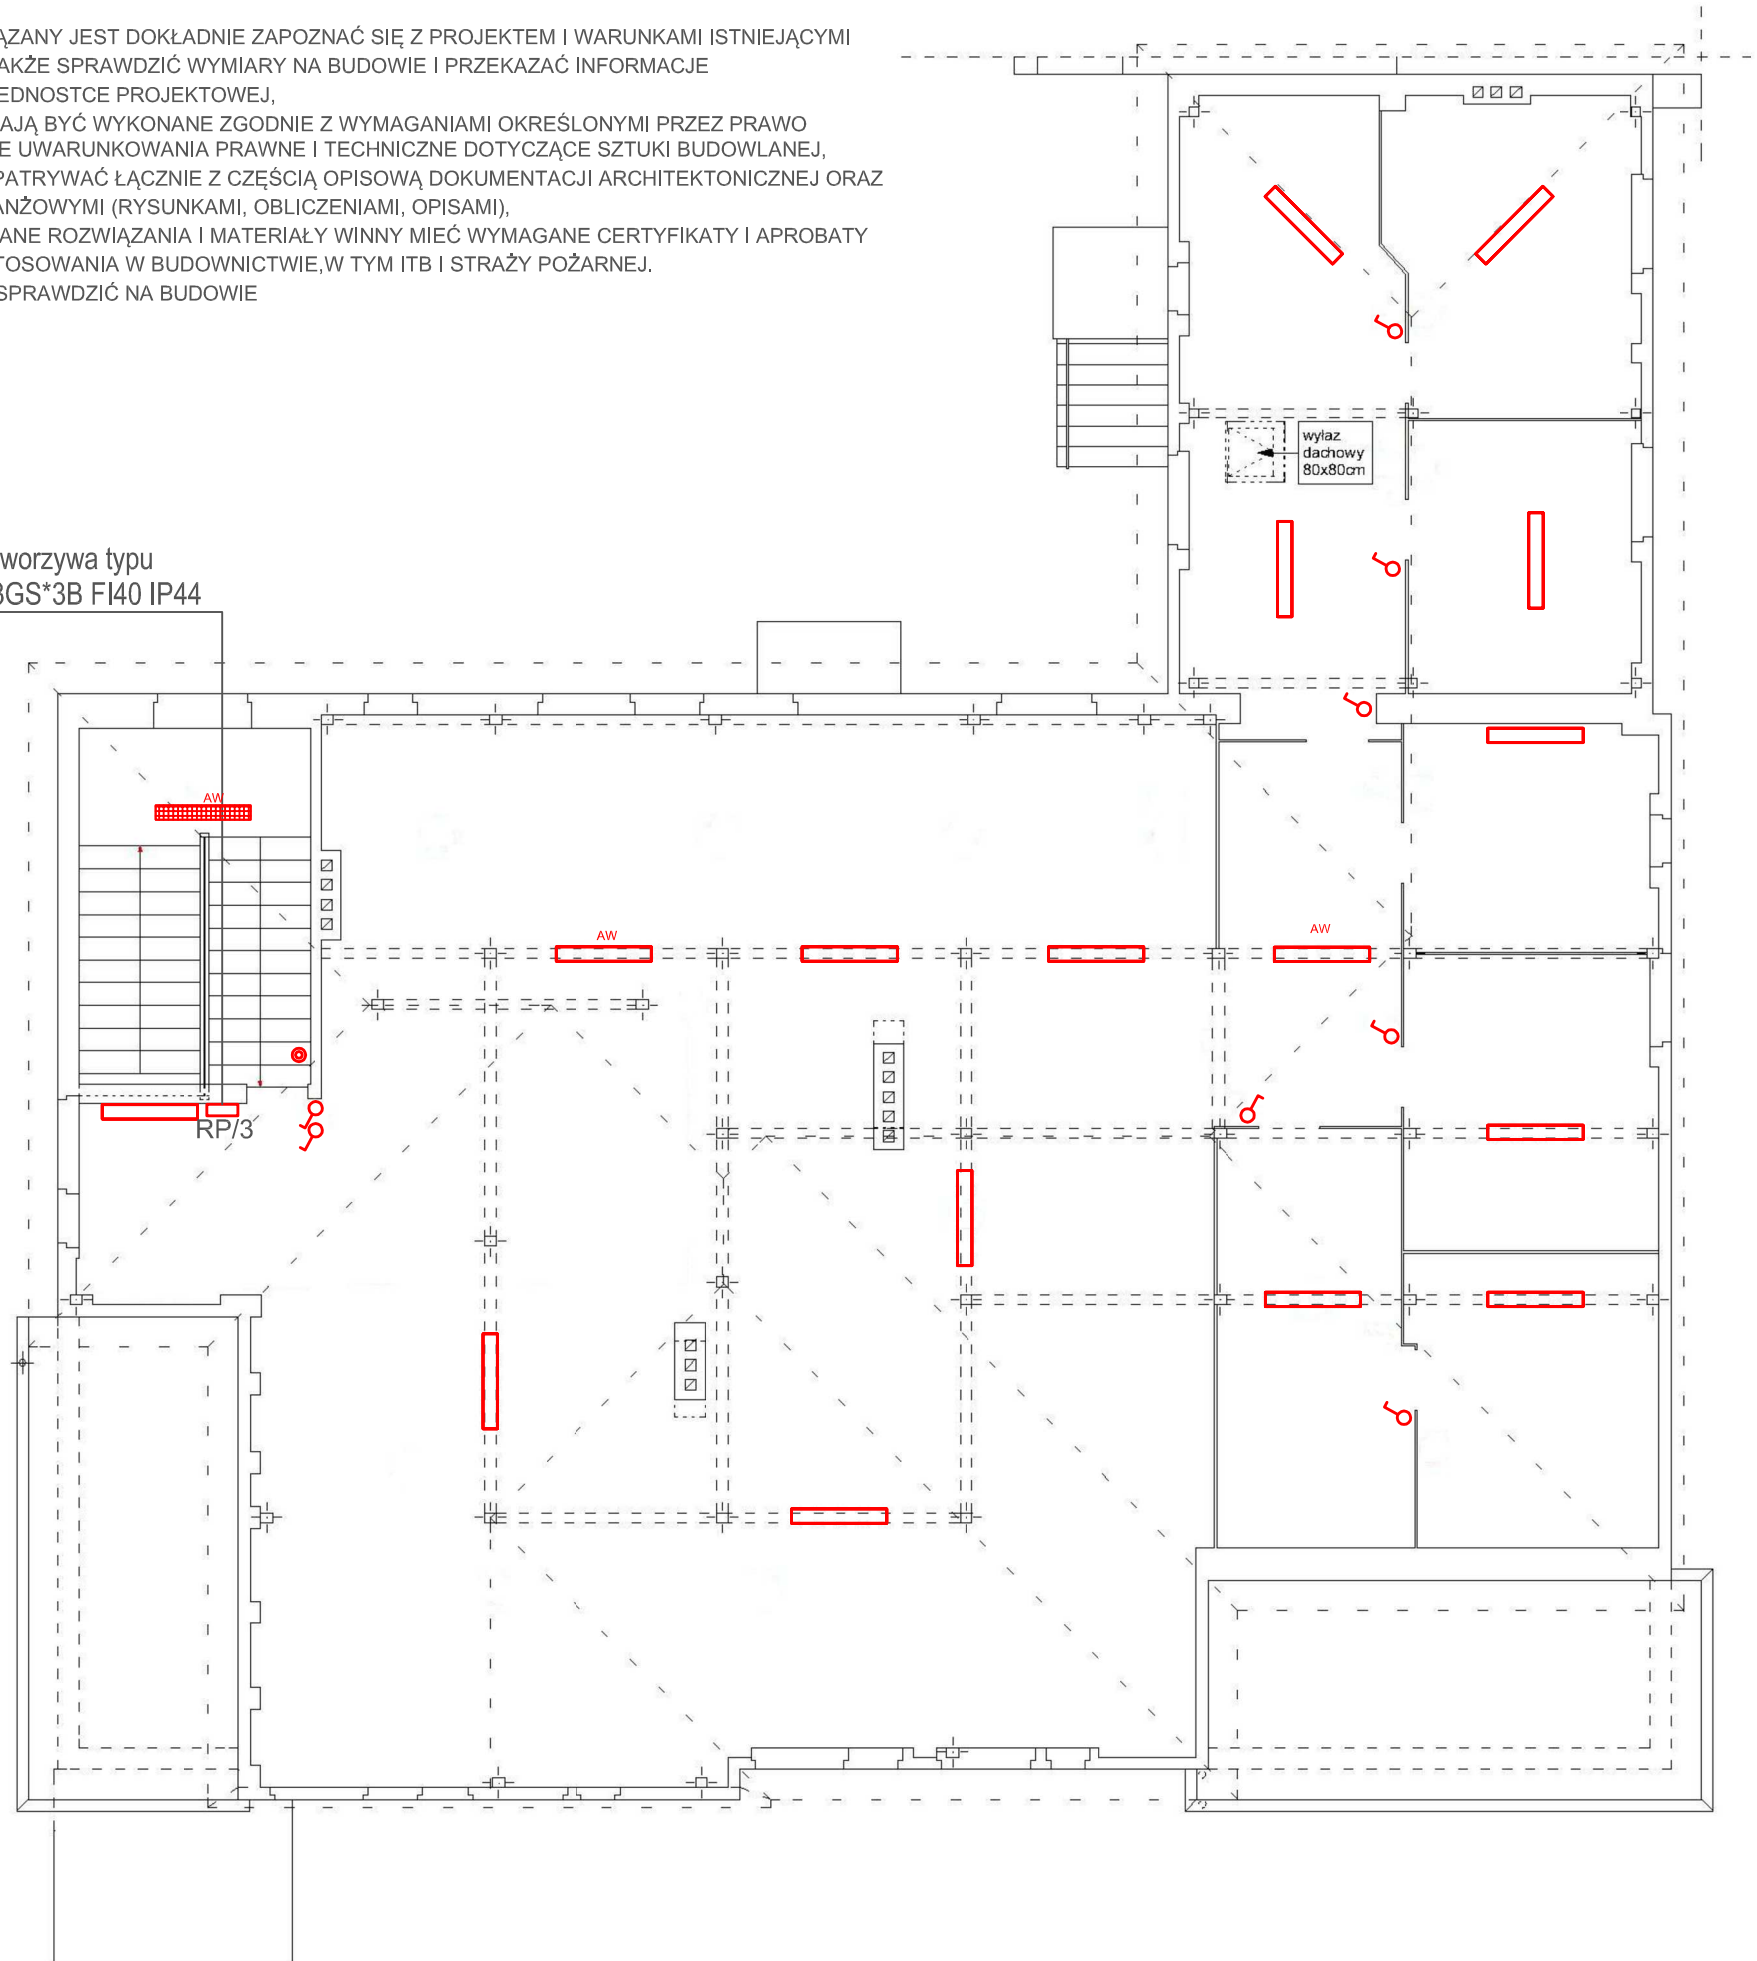 ĄZANY JEST DOKŁADNIE ZAPOZNAĆ SIĘ Z PROJEKTEM I WARUNKAMI ISTNIEJĄCYMI
AKŻE SPRAWDZIĆ WYMIARY NA BUDOWIE I PRZEKAZAĆ INFORMACJE
EDNOSTCE PROJEKTOWEJ,
AJĄ BYĆ WYKONANE ZGODNIE Z WYMAGANIAMI OKREŚLONYMI PRZEZ PRAWO
E UWARUNKOWANIA PRAWNE I TECHNICZNE DOTYCZĄCE SZTUKI BUDOWLANEJ,
PATRYWAĆ ŁĄCZNIE Z CZĘŚCIĄ OPISOWĄ DOKUMENTACJI ARCHITEKTONICZNEJ ORAZ
ANŻOWYMI (RYSUNKAMI, OBLICZENIAMI, OPISAMI),
ANE ROZWIĄZANIA I MATERIAŁY WINNY MIEĆ WYMAGANE CERTYFIKATY I APROBATY
TOSOWANIA W BUDOWNICTWIE,W TYM ITB I STRAŻY POŻARNEJ.
SPRAWDZIĆ NA BUDOWIE
wyłaz
dachowy
80x80cm
worzywa typu
3GS*3B FI40 IP44
AW
AW
AW
RP/3